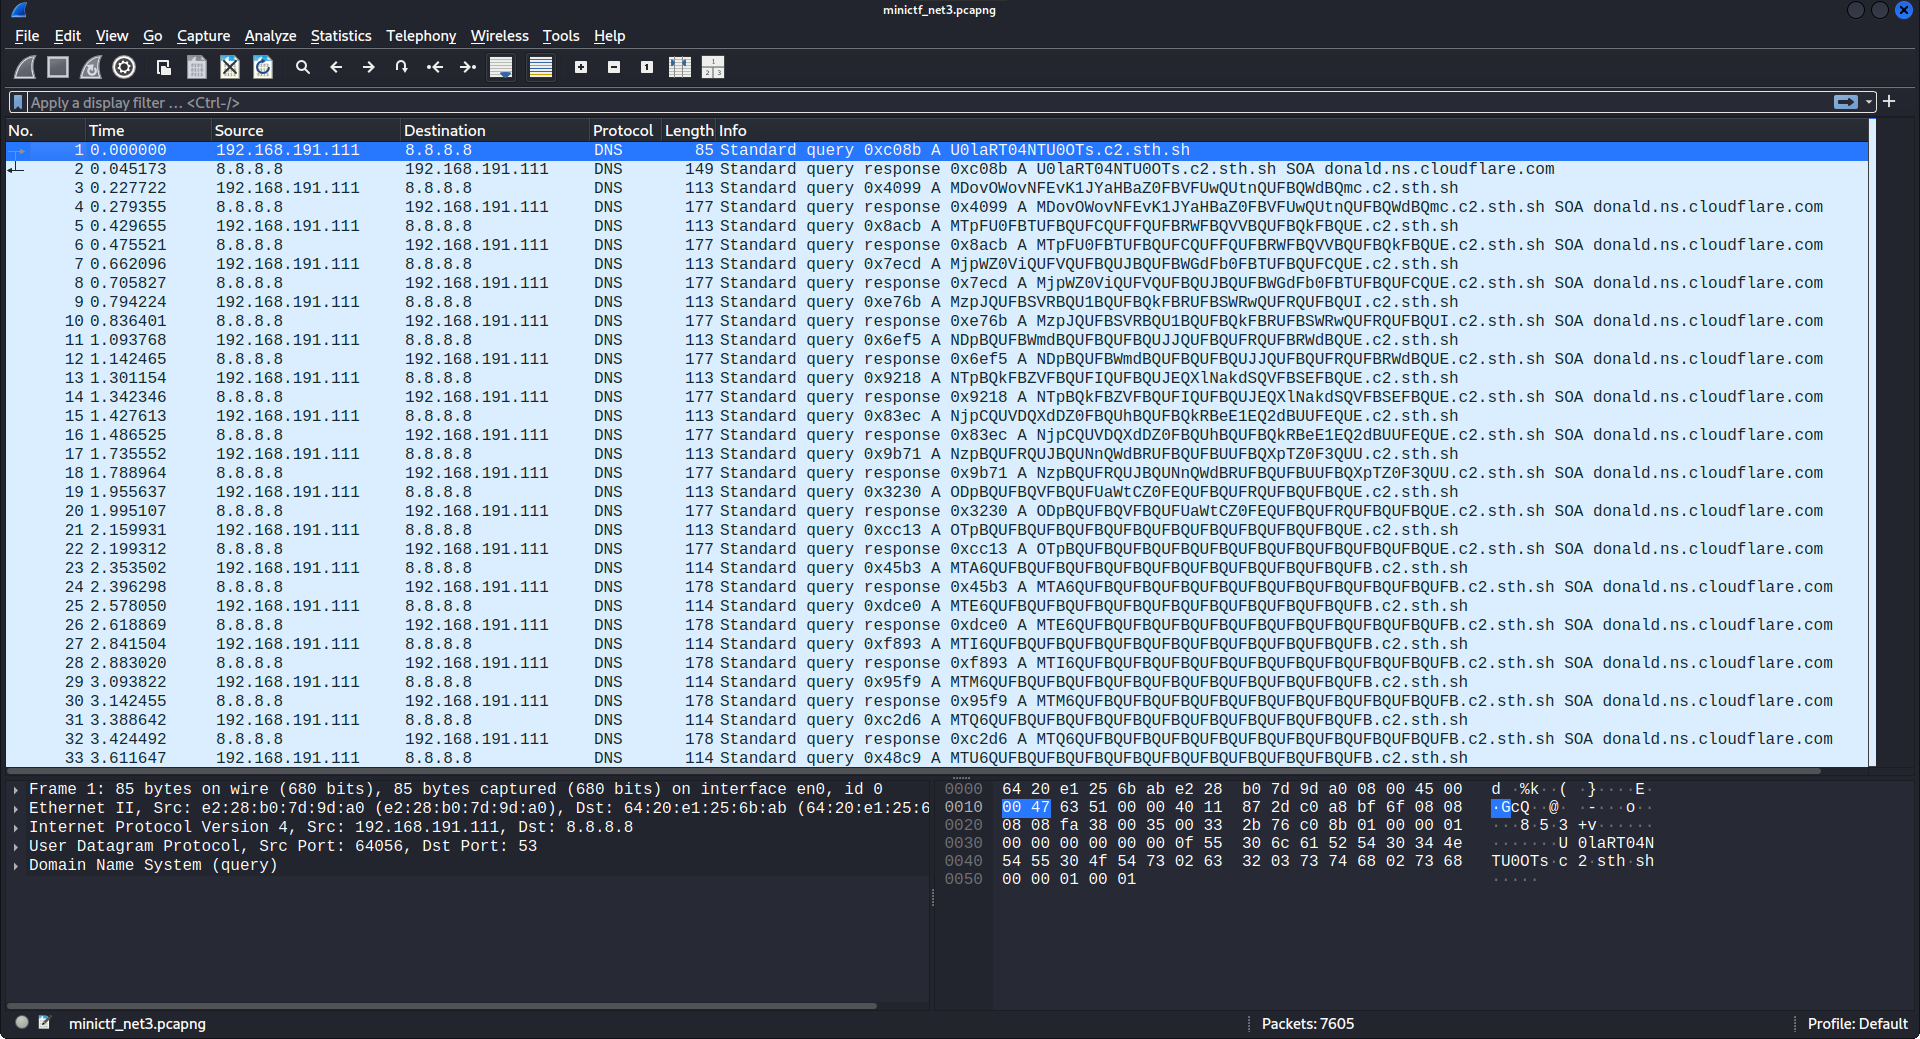 minictf_net3.pcapng
File Edit View Go Capture Analyze Statistics Telephony Wireless Tools Help
Apply a display filter … <Ctrl-/>
No. Time Source Destination Protocol Length Info
1 0.000000 192.168.191.111 8.8.8.8 DNS 85 Standard query 0xc08b A U0laRT04NTU0OTs.c2.sth.sh
2 0.045173 8.8.8.8 192.168.191.111 DNS 149 Standard query response 0xc08b A U0laRT04NTU0OTs.c2.sth.sh SOA donald.ns.cloudflare.com
3 0.227722 192.168.191.111 8.8.8.8 DNS 113 Standard query 0x4099 A MDovOWovNFEvK1JYaHBaZ0FBVFUwQUtnQUFBQWdBQmc.c2.sth.sh
4 0.279355 8.8.8.8 192.168.191.111 DNS 177 Standard query response 0x4099 A MDovOWovNFEvK1JYaHBaZ0FBVFUwQUtnQUFBQWdBQmc.c2.sth.sh SOA donald.ns.cloudflare.com
5 0.429655 192.168.191.111 8.8.8.8 DNS 113 Standard query 0x8acb A MTpFU0FBTUFBQUFCQUFFQUFBRWFBQVVBQUFBQkFBQUE.c2.sth.sh
6 0.475521 8.8.8.8 192.168.191.111 DNS 177 Standard query response 0x8acb A MTpFU0FBTUFBQUFCQUFFQUFBRWFBQVVBQUFBQkFBQUE.c2.sth.sh SOA donald.ns.cloudflare.com
7 0.662096 192.168.191.111 8.8.8.8 DNS 113 Standard query 0x7ecd A MjpWZ0ViQUFVQUFBQUJBQUFBWGdFb0FBTUFBQUFCQUE.c2.sth.sh
8 0.705827 8.8.8.8 192.168.191.111 DNS 177 Standard query response 0x7ecd A MjpWZ0ViQUFVQUFBQUJBQUFBWGdFb0FBTUFBQUFCQUE.c2.sth.sh SOA donald.ns.cloudflare.com
9 0.794224 192.168.191.111 8.8.8.8 DNS 113 Standard query 0xe76b A MzpJQUFBSVRBQU1BQUFBQkFBRUFBSWRwQUFRQUFBQUI.c2.sth.sh
10 0.836401 8.8.8.8 192.168.191.111 DNS 177 Standard query response 0xe76b A MzpJQUFBSVRBQU1BQUFBQkFBRUFBSWRwQUFRQUFBQUI.c2.sth.sh SOA donald.ns.cloudflare.com
11 1.093768 192.168.191.111 8.8.8.8 DNS 113 Standard query 0x6ef5 A NDpBQUFBWmdBQUFBQUFBQUJJQUFBQUFRQUFBRWdBQUE.c2.sth.sh
12 1.142465 8.8.8.8 192.168.191.111 DNS 177 Standard query response 0x6ef5 A NDpBQUFBWmdBQUFBQUFBQUJJQUFBQUFRQUFBRWdBQUE.c2.sth.sh SOA donald.ns.cloudflare.com
13 1.301154 192.168.191.111 8.8.8.8 DNS 113 Standard query 0x9218 A NTpBQkFBZVFBQUFIQUFBQUJEQXlNakdSQVFBSEFBQUE.c2.sth.sh
14 1.342346 8.8.8.8 192.168.191.111 DNS 177 Standard query response 0x9218 A NTpBQkFBZVFBQUFIQUFBQUJEQXlNakdSQVFBSEFBQUE.c2.sth.sh SOA donald.ns.cloudflare.com
15 1.427613 192.168.191.111 8.8.8.8 DNS 113 Standard query 0x83ec A NjpCQUVDQXdDZ0FBQUhBQUFBQkRBeE1EQ2dBUUFEQUE.c2.sth.sh
16 1.486525 8.8.8.8 192.168.191.111 DNS 177 Standard query response 0x83ec A NjpCQUVDQXdDZ0FBQUhBQUFBQkRBeE1EQ2dBUUFEQUE.c2.sth.sh SOA donald.ns.cloudflare.com
17 1.735552 192.168.191.111 8.8.8.8 DNS 113 Standard query 0x9b71 A NzpBQUFRQUJBQUNnQWdBRUFBQUFBUUFBQXpTZ0F3QUU.c2.sth.sh
18 1.788964 8.8.8.8 192.168.191.111 DNS 177 Standard query response 0x9b71 A NzpBQUFRQUJBQUNnQWdBRUFBQUFBUUFBQXpTZ0F3QUU.c2.sth.sh SOA donald.ns.cloudflare.com
19 1.955637 192.168.191.111 8.8.8.8 DNS 113 Standard query 0x3230 A ODpBQUFBQVFBQUFUaWtCZ0FEQUFBQUFRQUFBQUFBQUE.c2.sth.sh
20 1.995107 8.8.8.8 192.168.191.111 DNS 177 Standard query response 0x3230 A ODpBQUFBQVFBQUFUaWtCZ0FEQUFBQUFRQUFBQUFBQUE.c2.sth.sh SOA donald.ns.cloudflare.com
21 2.159931 192.168.191.111 8.8.8.8 DNS 113 Standard query 0xcc13 A OTpBQUFBQUFBQUFBQUFBQUFBQUFBQUFBQUFBQUFBQUE.c2.sth.sh
22 2.199312 8.8.8.8 192.168.191.111 DNS 177 Standard query response 0xcc13 A OTpBQUFBQUFBQUFBQUFBQUFBQUFBQUFBQUFBQUFBQUE.c2.sth.sh SOA donald.ns.cloudflare.com
23 2.353502 192.168.191.111 8.8.8.8 DNS 114 Standard query 0x45b3 A MTA6QUFBQUFBQUFBQUFBQUFBQUFBQUFBQUFBQUFBQUFB.c2.sth.sh
24 2.396298 8.8.8.8 192.168.191.111 DNS 178 Standard query response 0x45b3 A MTA6QUFBQUFBQUFBQUFBQUFBQUFBQUFBQUFBQUFBQUFB.c2.sth.sh SOA donald.ns.cloudflare.com
25 2.578050 192.168.191.111 8.8.8.8 DNS 114 Standard query 0xdce0 A MTE6QUFBQUFBQUFBQUFBQUFBQUFBQUFBQUFBQUFBQUFB.c2.sth.sh
26 2.618869 8.8.8.8 192.168.191.111 DNS 178 Standard query response 0xdce0 A MTE6QUFBQUFBQUFBQUFBQUFBQUFBQUFBQUFBQUFBQUFB.c2.sth.sh SOA donald.ns.cloudflare.com
27 2.841504 192.168.191.111 8.8.8.8 DNS 114 Standard query 0xf893 A MTI6QUFBQUFBQUFBQUFBQUFBQUFBQUFBQUFBQUFBQUFB.c2.sth.sh
28 2.883020 8.8.8.8 192.168.191.111 DNS 178 Standard query response 0xf893 A MTI6QUFBQUFBQUFBQUFBQUFBQUFBQUFBQUFBQUFBQUFB.c2.sth.sh SOA donald.ns.cloudflare.com
29 3.093822 192.168.191.111 8.8.8.8 DNS 114 Standard query 0x95f9 A MTM6QUFBQUFBQUFBQUFBQUFBQUFBQUFBQUFBQUFBQUFB.c2.sth.sh
30 3.142455 8.8.8.8 192.168.191.111 DNS 178 Standard query response 0x95f9 A MTM6QUFBQUFBQUFBQUFBQUFBQUFBQUFBQUFBQUFBQUFB.c2.sth.sh SOA donald.ns.cloudflare.com
31 3.388642 192.168.191.111 8.8.8.8 DNS 114 Standard query 0xc2d6 A MTQ6QUFBQUFBQUFBQUFBQUFBQUFBQUFBQUFBQUFBQUFB.c2.sth.sh
32 3.424492 8.8.8.8 192.168.191.111 DNS 178 Standard query response 0xc2d6 A MTQ6QUFBQUFBQUFBQUFBQUFBQUFBQUFBQUFBQUFBQUFB.c2.sth.sh SOA donald.ns.cloudflare.com
33 3.611647 192.168.191.111 8.8.8.8 DNS 114 Standard query 0x48c9 A MTU6QUFBQUFBQUFBQUFBQUFBQUFBQUFBQUFBQUFBQUFB.c2.sth.sh
Frame 1: 85 bytes on wire (680 bits), 85 bytes captured (680 bits) on interface en0, id 0
Ethernet II, Src: e2:28:b0:7d:9d:a0 (e2:28:b0:7d:9d:a0), Dst: 64:20:e1:25:6b:ab (64:20:e1:25:6
Internet Protocol Version 4, Src: 192.168.191.111, Dst: 8.8.8.8
User Datagram Protocol, Src Port: 64056, Dst Port: 53
Domain Name System (query)
0000 64 20 e1 25 6b ab e2 28 b0 7d 9d a0 08 00 45 00 d ·%k··( ·}····E·
0010 00 47 63 51 00 00 40 11 87 2d c0 a8 bf 6f 08 08 ·GcQ··@· ·-···o··
0020 08 08 fa 38 00 35 00 33 2b 76 c0 8b 01 00 00 01 ···8·5·3 +v······
0030 00 00 00 00 00 00 0f 55 30 6c 61 52 54 30 34 4e ·······U 0laRT04N
0040 54 55 30 4f 54 73 02 63 32 03 73 74 68 02 73 68 TU0OTs·c 2·sth·sh
0050 00 00 01 00 01 ·····
minictf_net3.pcapng
Packets: 7605
Profile: Default